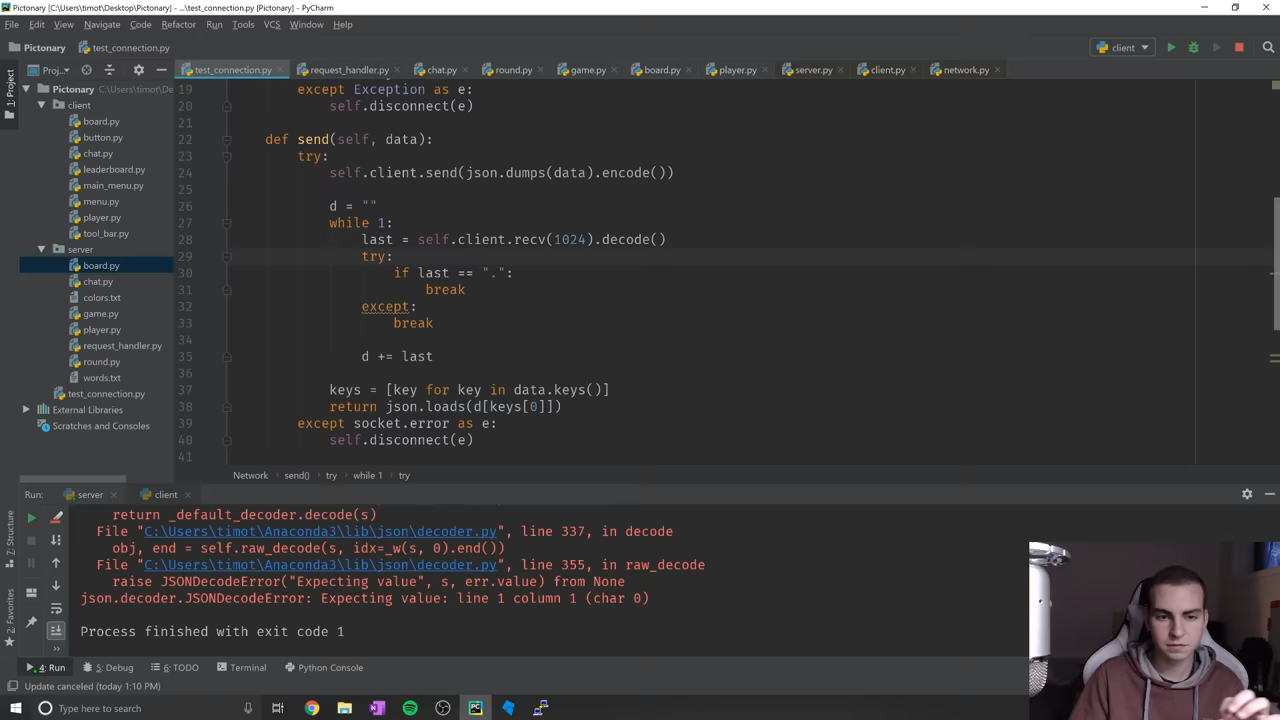 Pictonary [C:\Users\timot\Desktop\Pictonary] - ...\test_connection.py [Pictonary] - PyCharm
File Edit View Navigate Code Refactor Run Tools VCS Window Help
Pictonary test_connection.py client
1: Project
Proj...
test_connection.py request_handler.py chat.py round.py game.py board.py player.py server.py client.py network.py
Pictonary C:\Users\timot\De
client
board.py
button.py
chat.py
leaderboard.py
main_menu.py
menu.py
player.py
tool_bar.py
server
board.py
chat.py
colors.txt
game.py
player.py
request_handler.py
round.py
words.txt
test_connection.py
External Libraries
Scratches and Consoles
19 except Exception as e:
20 self.disconnect(e)
21
22 def send(self, data):
23 try:
24 self.client.send(json.dumps(data).encode())
25
26 d = ""
27 while 1:
28 last = self.client.recv(1024).decode()
29 try:
30 if last == ".":
31 break
32 except:
33 break
34
35 d += last
36
37 keys = [key for key in data.keys()]
38 return json.loads(d[keys[0]])
39 except socket.error as e:
40 self.disconnect(e)
41
Network send() try while 1 try
Run: server client
return _default_decoder.decode(s)
File "C:\Users\timot\Anaconda3\lib\json\decoder.py", line 337, in decode
obj, end = self.raw_decode(s, idx=_w(s, 0).end())
File "C:\Users\timot\Anaconda3\lib\json\decoder.py", line 355, in raw_decode
raise JSONDecodeError("Expecting value", s, err.value) from None
json.decoder.JSONDecodeError: Expecting value: line 1 column 1 (char 0)
Process finished with exit code 1
7: Structure
2: Favorites
4: Run 5: Debug 6: TODO Terminal Python Console
Update canceled (today 1:10 PM)
Type here to search